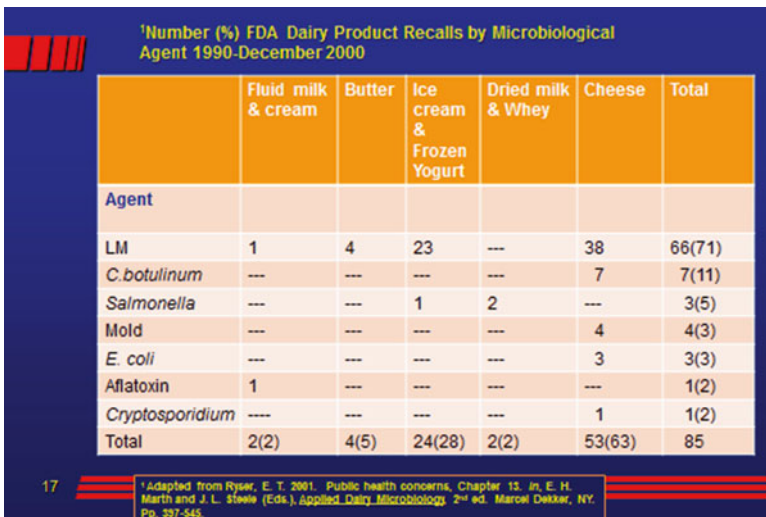 ¹Number (%) FDA Dairy Product Recalls by Microbiological
Agent 1990-December 2000
Fluid milk & cream Butter Ice cream & Frozen Yogurt Dried milk & Whey Cheese Total
Agent
LM 1 4 23 --- 38 66(71)
C.botulinum --- --- --- --- 7 7(11)
Salmonella --- --- 1 2 --- 3(5)
Mold --- --- --- --- 4 4(3)
E. coli --- --- --- --- 3 3(3)
Aflatoxin 1 --- --- --- --- 1(2)
Cryptosporidium ---- --- --- --- 1 1(2)
Total 2(2) 4(5) 24(28) 2(2) 53(63) 85
17
¹Adapted from Ryser, E. T. 2001. Public health concerns, Chapter 13. In, E. H.
Marth and J. L. Steele (Eds.), Applied Dairy Microbiology, 2nd ed. Marcel Dekker, NY.
Pp. 397-545.